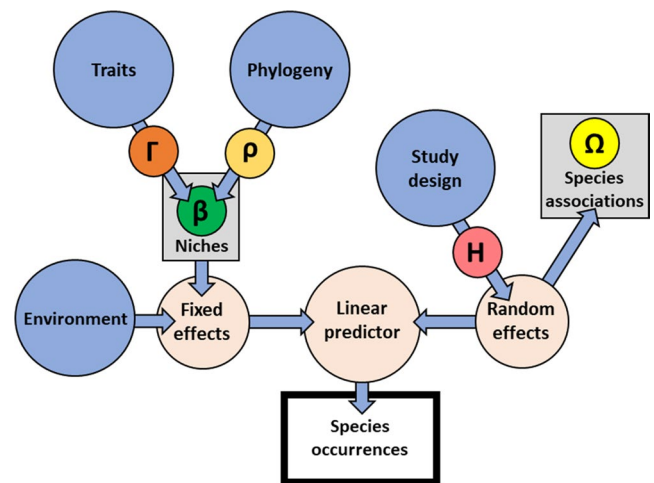 Traits
Phylogeny
Γ
ρ
Ω
Study
design
Species
associations
β
Niches
H
Environment
Fixed
effects
Linear
predictor
Random
effects
Species
occurrences